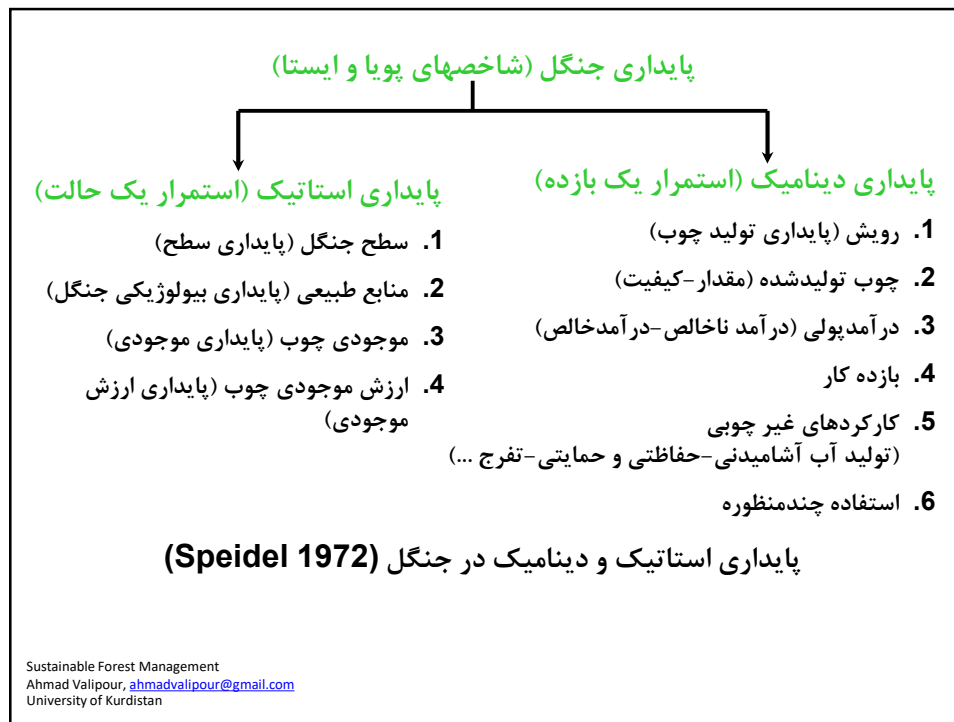 پایداری جنگل (شاخصهای پویا و ایستا)
پایداری دینامیک (استمرار یک بازده)
1. رویش (پایداری تولید چوب)
2. چوب تولیدشده (مقدار-کیفیت)
3. درآمدپولی (درآمد ناخالص-درآمدخالص)
4. بازده کار
5. کارکردهای غیر چوبی
(تولید آب آشامیدنی-حفاظتی و حمایتی-تفرج ...)
6. استفاده چندمنظوره
پایداری استاتیک (استمرار یک حالت)
1. سطح جنگل (پایداری سطح)
2. منابع طبیعی (پایداری بیولوژیکی جنگل)
3. موجودی چوب (پایداری موجودی)
4. ارزش موجودی چوب (پایداری ارزش
موجودی)
پایداری استاتیک و دینامیک در جنگل (Speidel 1972)
Sustainable Forest Management
Ahmad Valipour, ahmadvalipour@gmail.com
University of Kurdistan